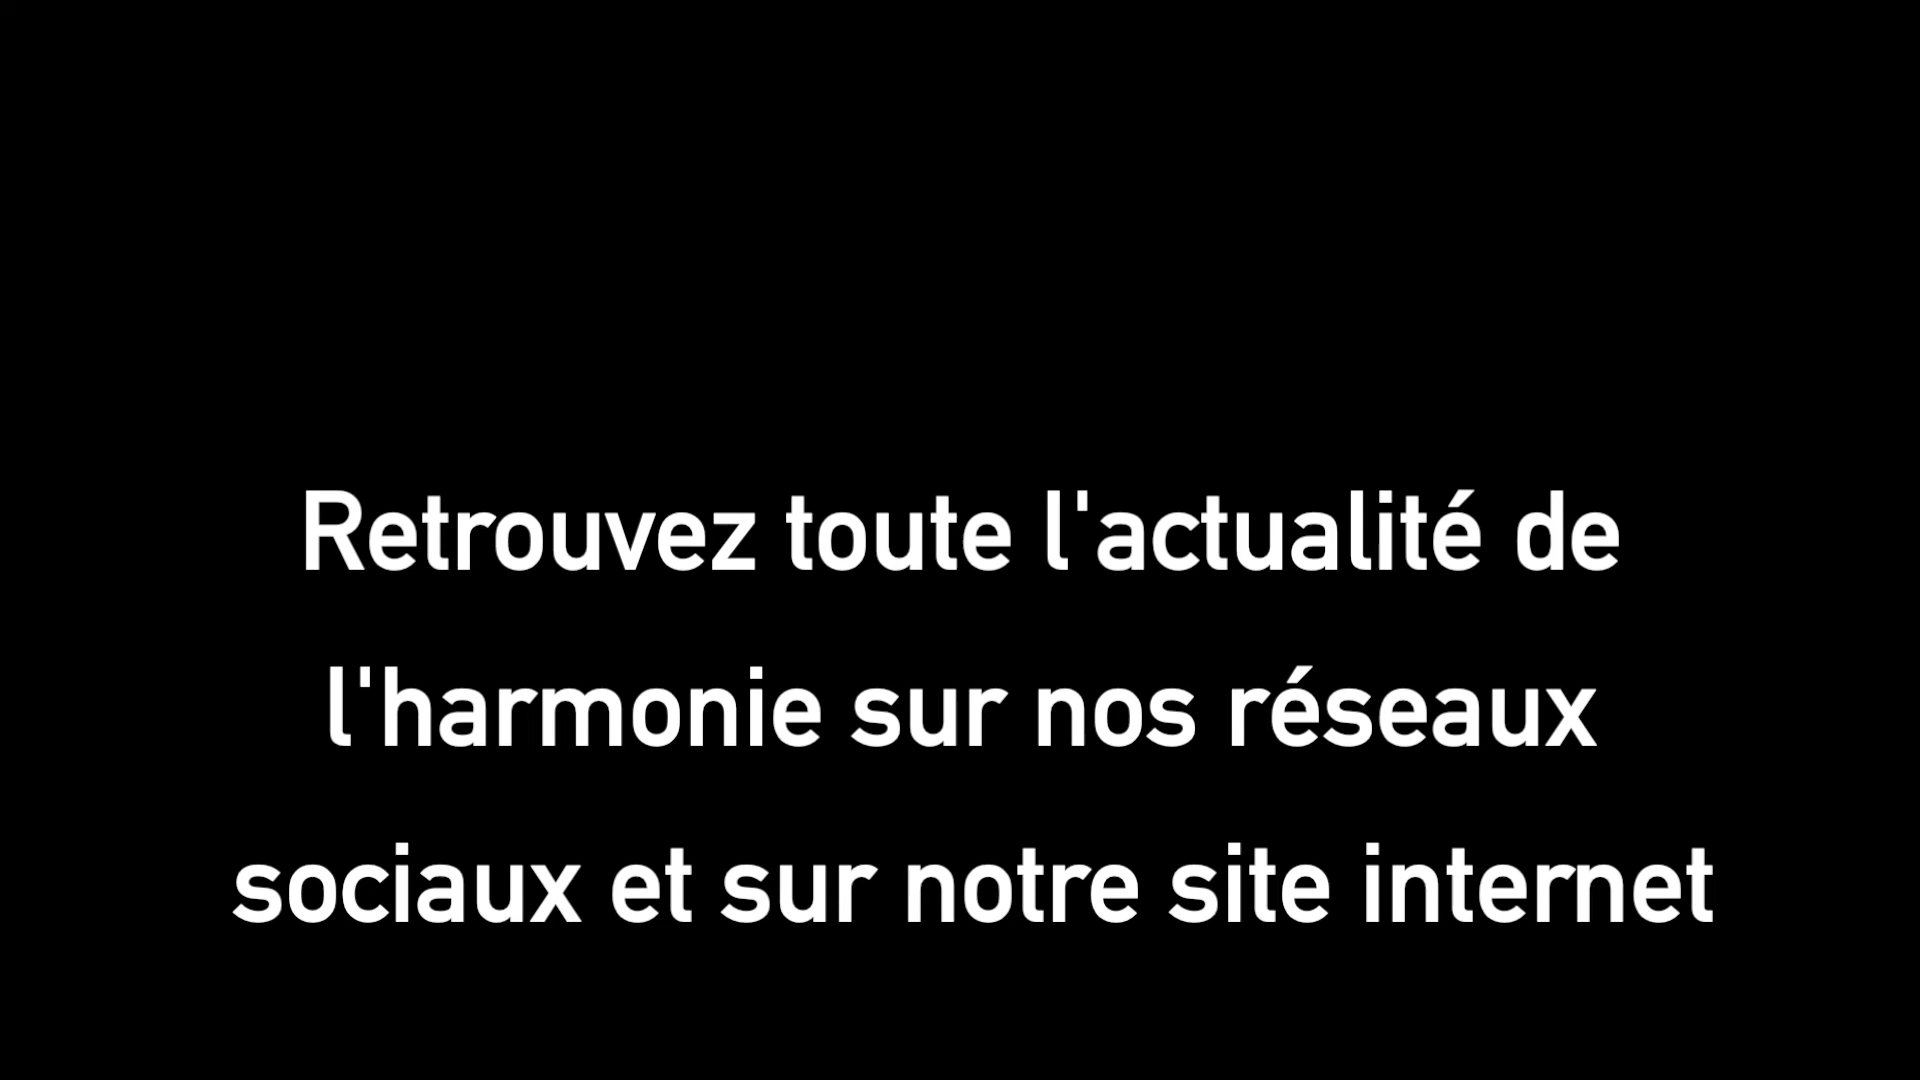 Retrouvez toute l'actualité de
l'harmonie sur nos réseaux
sociaux et sur notre site internet